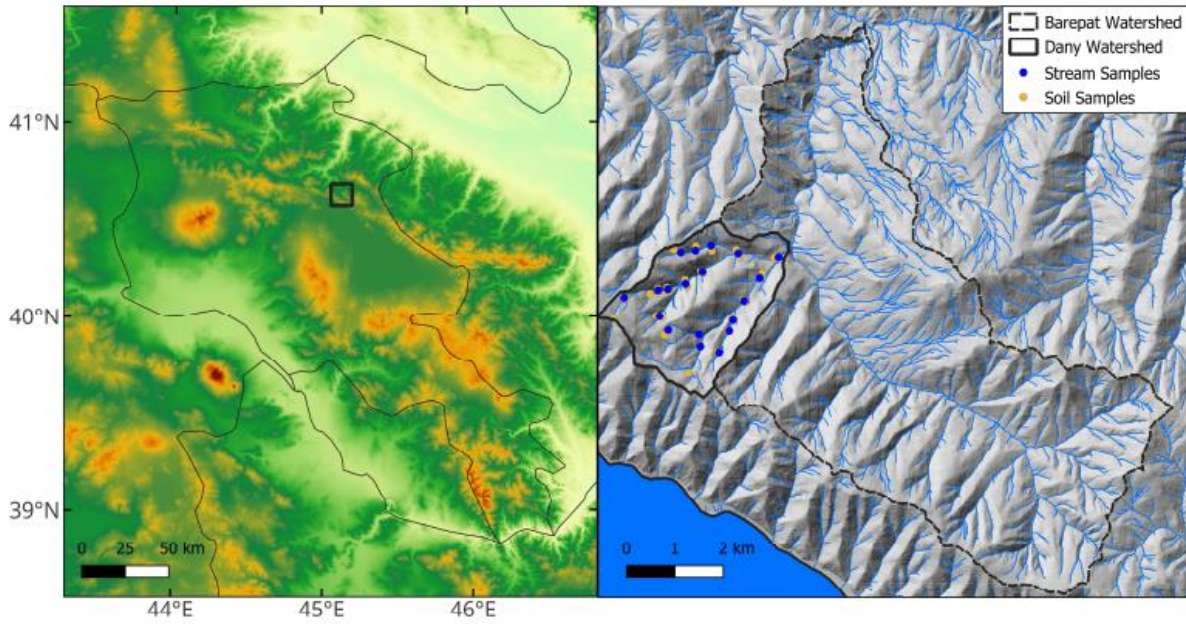 41°N
40°N
39°N
0 25 50 km
44°E 45°E 46°E
Barepat Watershed
Dany Watershed
Stream Samples
Soil Samples
0 1 2 km